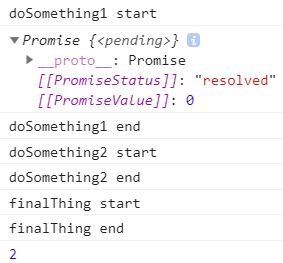 doSomething1 start
▼Promise {<pending>} i
▶__proto__: Promise
[[PromiseStatus]]: "resolved"
[[PromiseValue]]: 0
doSomething1 end
doSomething2 start
doSomething2 end
finalThing start
finalThing end
2